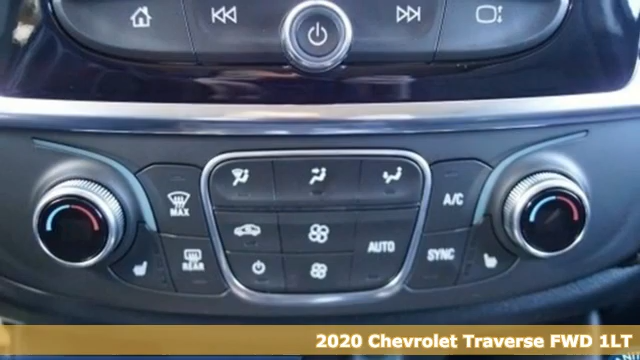 MAX
A/C
AUTO
REAR
SYNC
2020 Chevrolet Traverse FWD 1LT